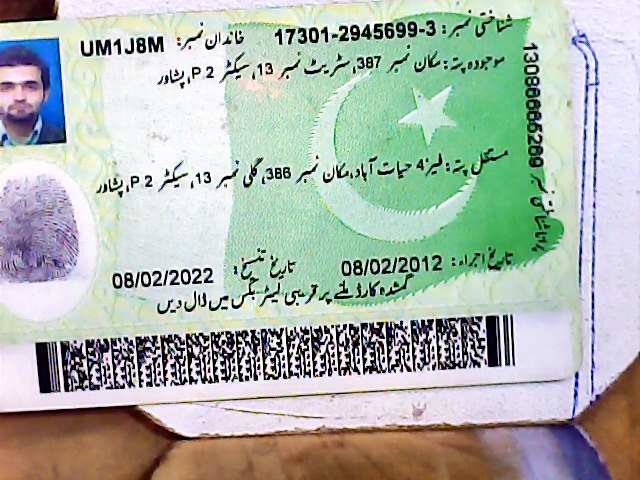 شناختی نمبر: 17301-2945699-3 خاندان نمبر: UM1J8M
موجودہ پتہ: مکان نمبر 387، سٹریٹ نمبر 13، سیکٹر P 2، پشاور
مستقل پتہ: فیز 4 حیات آباد، مکان نمبر 386، گلی نمبر 13، سیکٹر P 2، پشاور
تاریخ اجراء: 08/02/2012 تاریخ تنسیخ: 08/02/2022
گمشدہ کارڈ ملنے پر قریبی لیٹر بکس میں ڈال دیں